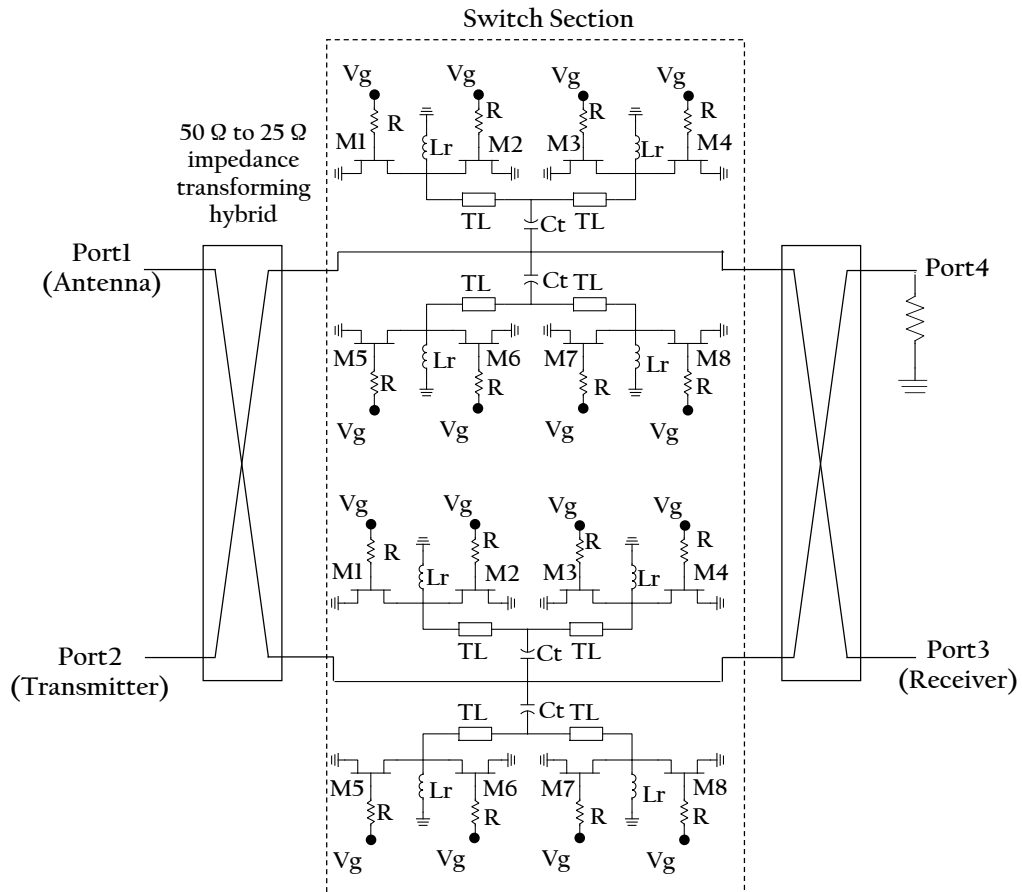 Switch Section
Vg Vg Vg Vg
R R R R
50 Ω to 25 Ω
impedance
transforming
hybrid
M1 Lr M2 M3 Lr M4
TL TL
Ct
Port1
(Antenna)
Port4
Ct
TL TL
M5 Lr M6 M7 Lr M8
R R R R
Vg Vg Vg Vg
Vg Vg Vg Vg
R R R R
M1 Lr M2 M3 Lr M4
TL Ct TL
Port2
(Transmitter)
Port3
(Receiver)
TL Ct TL
M5 Lr M6 M7 Lr M8
R R R R
Vg Vg Vg Vg